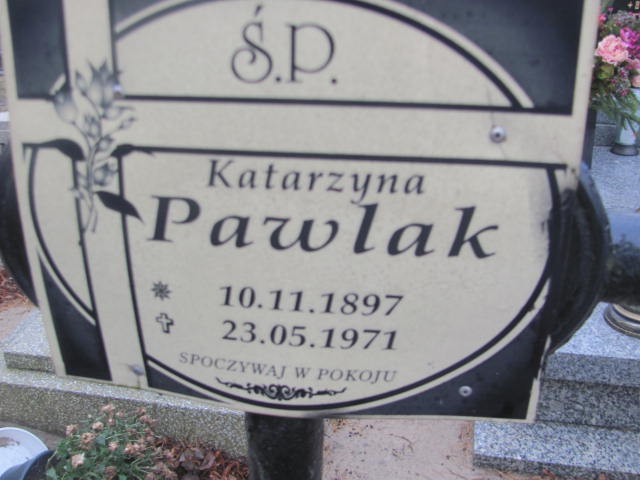 Ś.P.
Katarzyna
Pawlak
10.11.1897
23.05.1971
SPOCZYWAJ W POKOJU